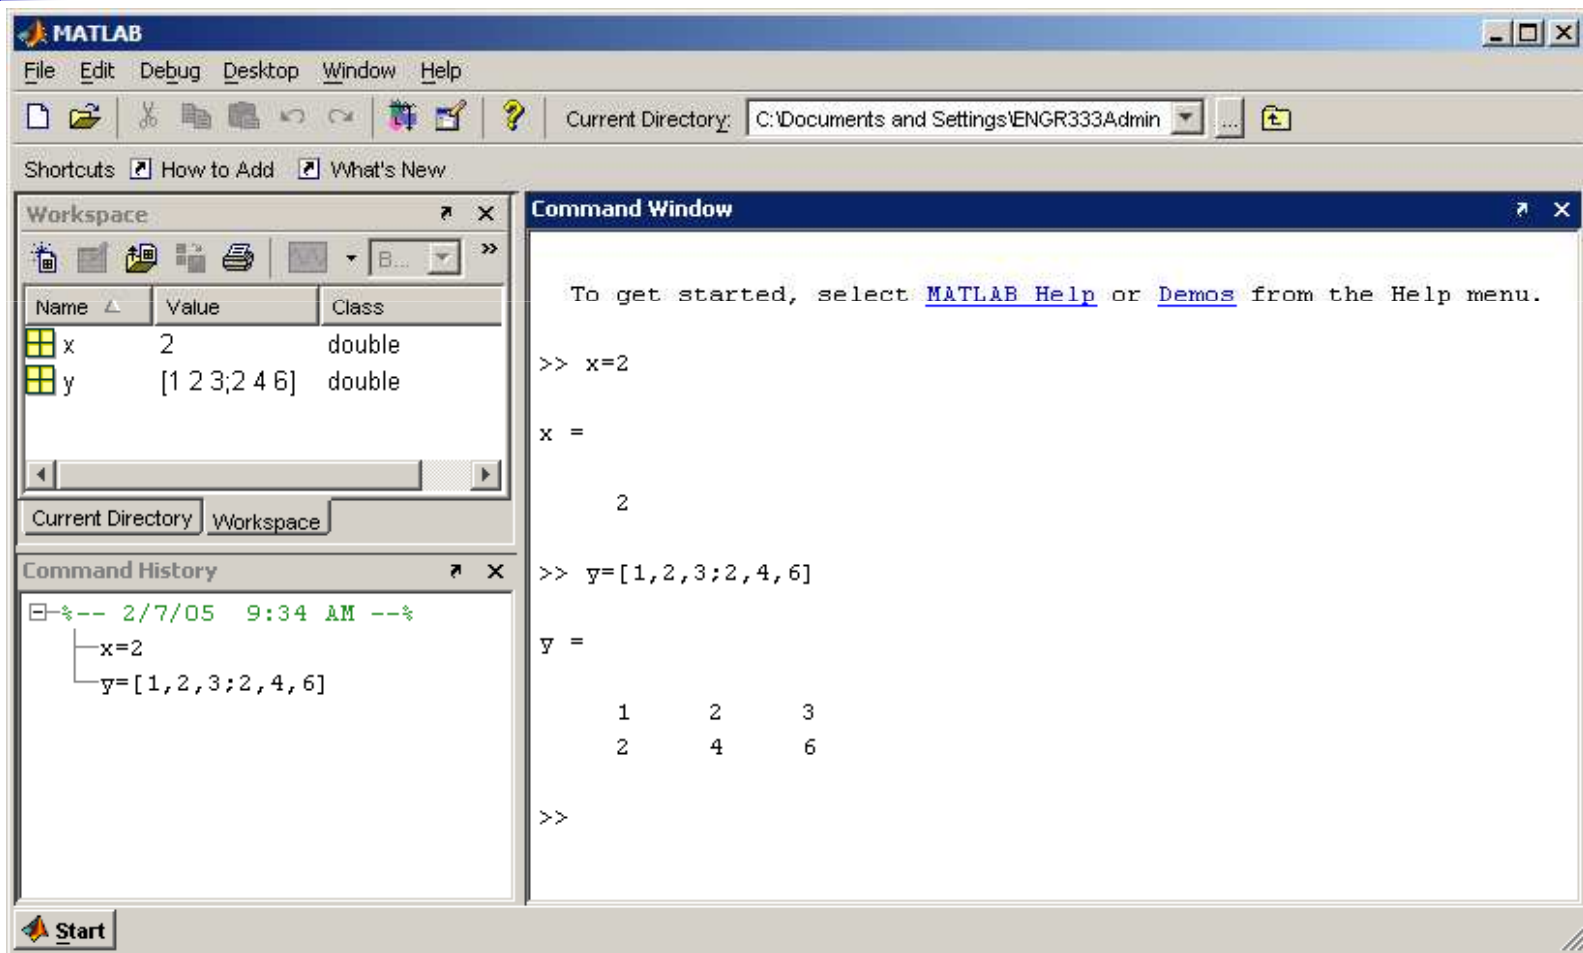 MATLAB
File Edit Debug Desktop Window Help
Current Directory: C:\Documents and Settings\ENGR333Admin ...
Shortcuts How to Add What's New
Workspace
B...
Name Value Class
x 2 double
y [1 2 3;2 4 6] double
Current Directory Workspace
Command History
%-- 2/7/05 9:34 AM --%
x=2
y=[1,2,3;2,4,6]
Command Window
To get started, select MATLAB Help or Demos from the Help menu.
>> x=2
x =
2
>> y=[1,2,3;2,4,6]
y =
1 2 3
2 4 6
>>
Start